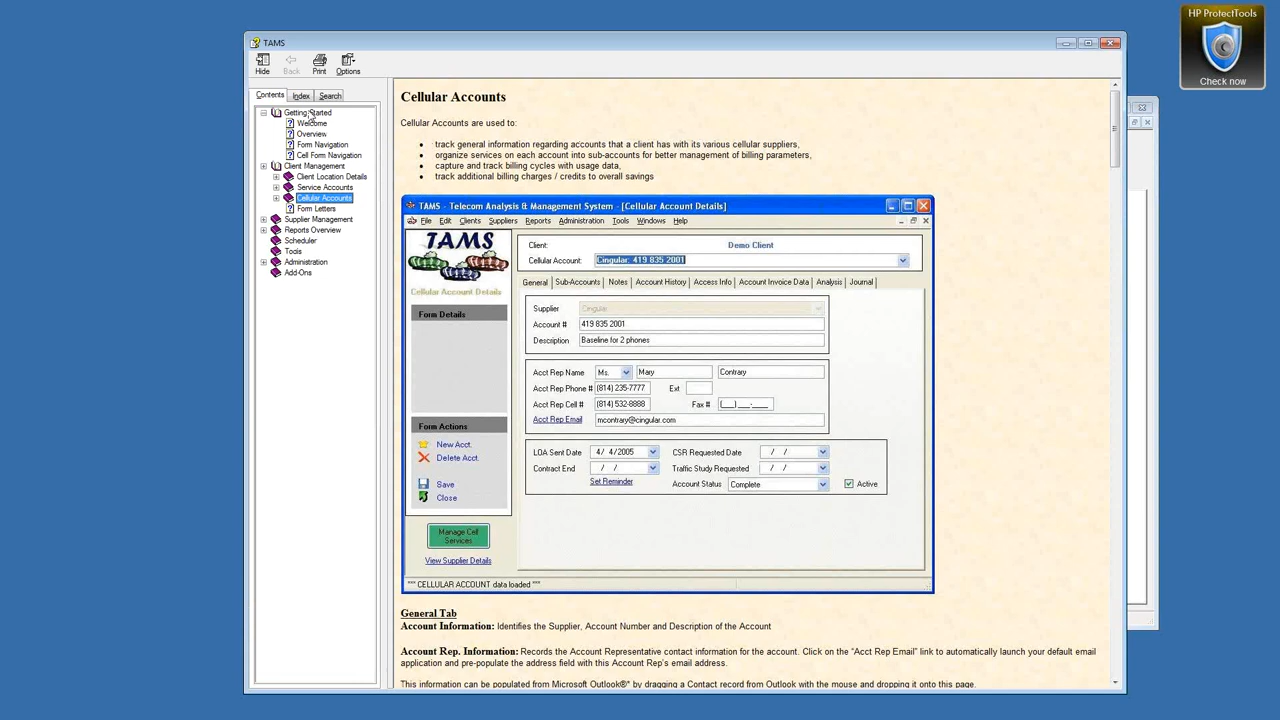 HP ProtectTools
Check now
TAMS
Hide
Back
Print
Options
Contents
Index
Search
Getting Started
Welcome
Overview
Form Navigation
Cell Form Navigation
Client Management
Client Location Details
Service Accounts
Cellular Accounts
Form Letters
Supplier Management
Reports Overview
Scheduler
Tools
Administration
Add-Ons
Cellular Accounts
Cellular Accounts are used to:
• track general information regarding accounts that a client has with its various cellular suppliers,
• organize services on each account into sub-accounts for better management of billing parameters,
• capture and track billing cycles with usage data,
• track additional billing charges / credits to overall savings
TAMS - Telecom Analysis & Management System - [Cellular Account Details]
File Edit Clients Suppliers Reports Administration Tools Windows Help
TAMS
Cellular Account Details
Client: Demo Client
Cellular Account: Cingular: 419 835 2001
General Sub-Accounts Notes Account History Access Info Account Invoice Data Analysis Journal
Form Details
Supplier Cingular
Account # 419 835 2001
Description Baseline for 2 phones
Acct Rep Name Ms. Mary Contrary
Acct Rep Phone # (814) 235-7777 Ext
Acct Rep Cell # (814) 532-8888 Fax # (___) ___-____
Acct Rep Email mcontrary@cingular.com
Form Actions
New Acct.
Delete Acct.
Save
Close
LOA Sent Date 4/ 4/2005 CSR Requested Date / /
Contract End / / Traffic Study Requested / /
Set Reminder Account Status Complete Active
Manage Cell
Services
View Supplier Details
*** CELLULAR ACCOUNT data loaded ***
General Tab
Account Information: Identifies the Supplier, Account Number and Description of the Account
Account Rep. Information: Records the Account Representative contact information for the account. Click on the "Acct Rep Email" link to automatically launch your default email
application and pre-populate the address field with this Account Rep's email address.
This information can be populated from Microsoft Outlook®* by dragging a Contact record from Outlook with the mouse and dropping it onto this page.